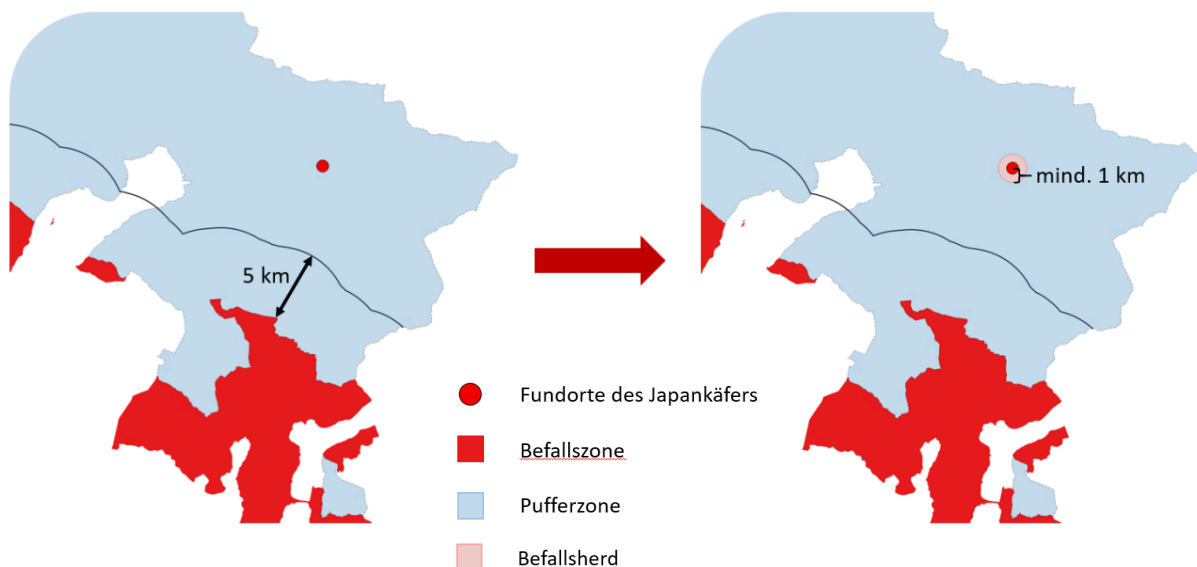 mind. 1 km
5 km
Fundorte des Japankäfers
Befallszone
Pufferzone
Befallsherd